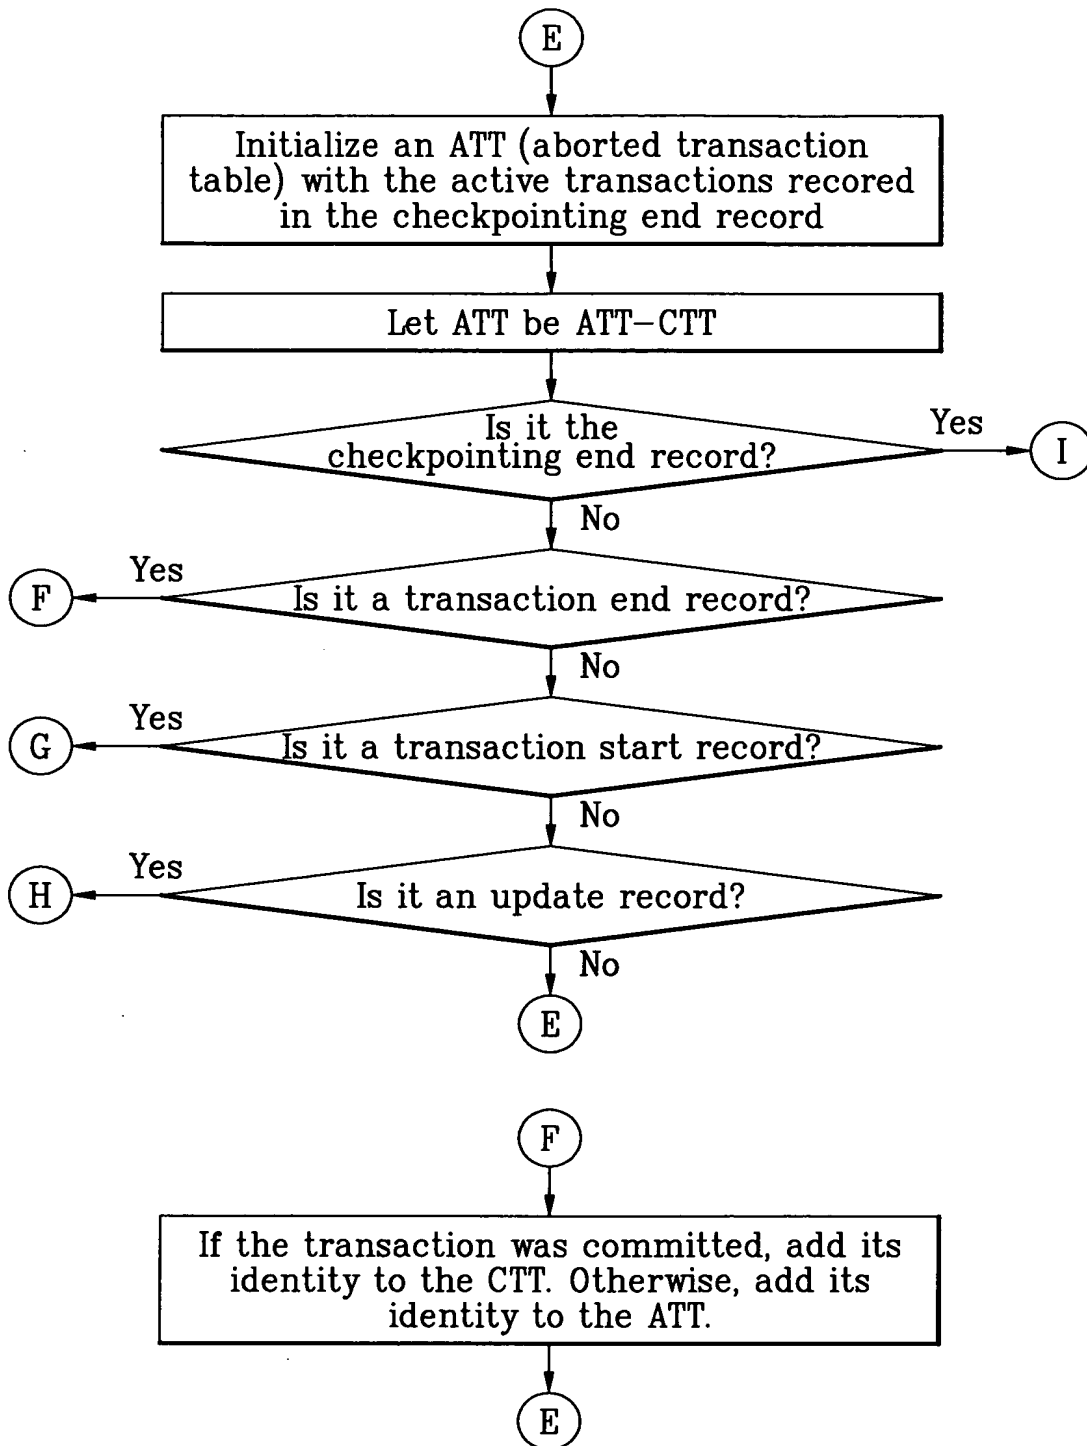 E
Initialize an ATT (aborted transaction
table) with the active transactions recored
in the checkpointing end record
Let ATT be ATT-CTT
Is it the
checkpointing end record?
Yes
I
No
Yes
F
Is it a transaction end record?
No
Yes
G
Is it a transaction start record?
No
Yes
H
Is it an update record?
No
E
F
If the transaction was committed, add its
identity to the CTT. Otherwise, add its
identity to the ATT.
E